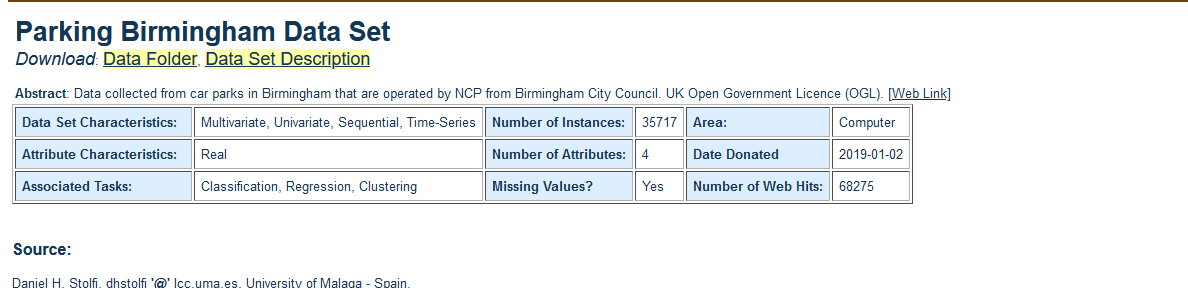 Parking Birmingham Data Set
Download: Data Folder, Data Set Description
Abstract: Data collected from car parks in Birmingham that are operated by NCP from Birmingham City Council. UK Open Government Licence (OGL). [Web Link]
Data Set Characteristics: Multivariate, Univariate, Sequential, Time-Series Number of Instances: 35717 Area: Computer
Attribute Characteristics: Real Number of Attributes: 4 Date Donated 2019-01-02
Associated Tasks: Classification, Regression, Clustering Missing Values? Yes Number of Web Hits: 68275
Source:
Daniel H. Stolfi, dhstolfi '@' lcc.uma.es, University of Malaga - Spain.